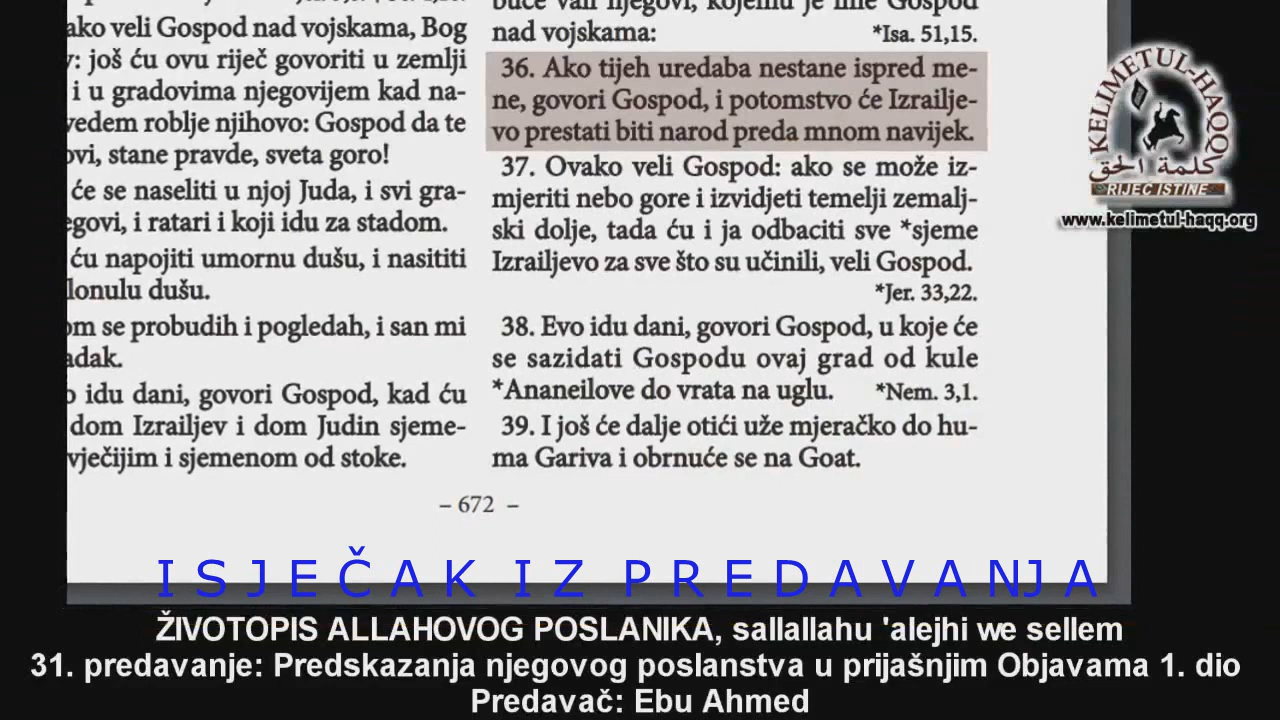 ako veli Gospod nad vojskama, Bog
v: još ću ovu riječ govoriti u zemlji
i u gradovima njegovijem kad na-
vedem roblje njihovo: Gospod da te
ovi, stane pravde, sveta goro!
će se naseliti u njoj Juda, i svi gra-
egovi, i ratari i koji idu za stadom.
ću napojiti umornu dušu, i nasititi
lonulu dušu.
om se probudih i pogledah, i san mi
adak.
o idu dani, govori Gospod, kad ću
dom Izrailjev i dom Judin sjeme-
vječijim i sjemenom od stoke.
buče vali njegovi, kojemu je ime Gospod
nad vojskama: *Isa. 51,15.
36. Ako tijeh uredaba nestane ispred me-
ne, govori Gospod, i potomstvo će Izrailje-
vo prestati biti narod preda mnom navijek.
37. Ovako veli Gospod: ako se može iz-
mjeriti nebo gore i izvidjeti temelji zemalj-
ski dolje, tada ću i ja odbaciti sve *sjeme
Izrailjevo za sve što su učinili, veli Gospod.
*Jer. 33,22.
38. Evo idu dani, govori Gospod, u koje će
se sazidati Gospodu ovaj grad od kule
*Ananeilove do vrata na uglu. *Nem. 3,1.
39. I još će dalje otići uže mjeračko do hu-
ma Gariva i obrnuće se na Goat.
– 672 –
KELIMETUL-HAQQ
كلمة الحق
RIJEČ ISTINE
www.kelimetul-haqq.org
ISJEČAK IZ PREDAVANJA
ŽIVOTOPIS ALLAHOVOG POSLANIKA, sallallahu 'alejhi we sellem
31. predavanje: Predskazanja njegovog poslanstva u prijašnjim Objavama 1. dio
Predavač: Ebu Ahmed